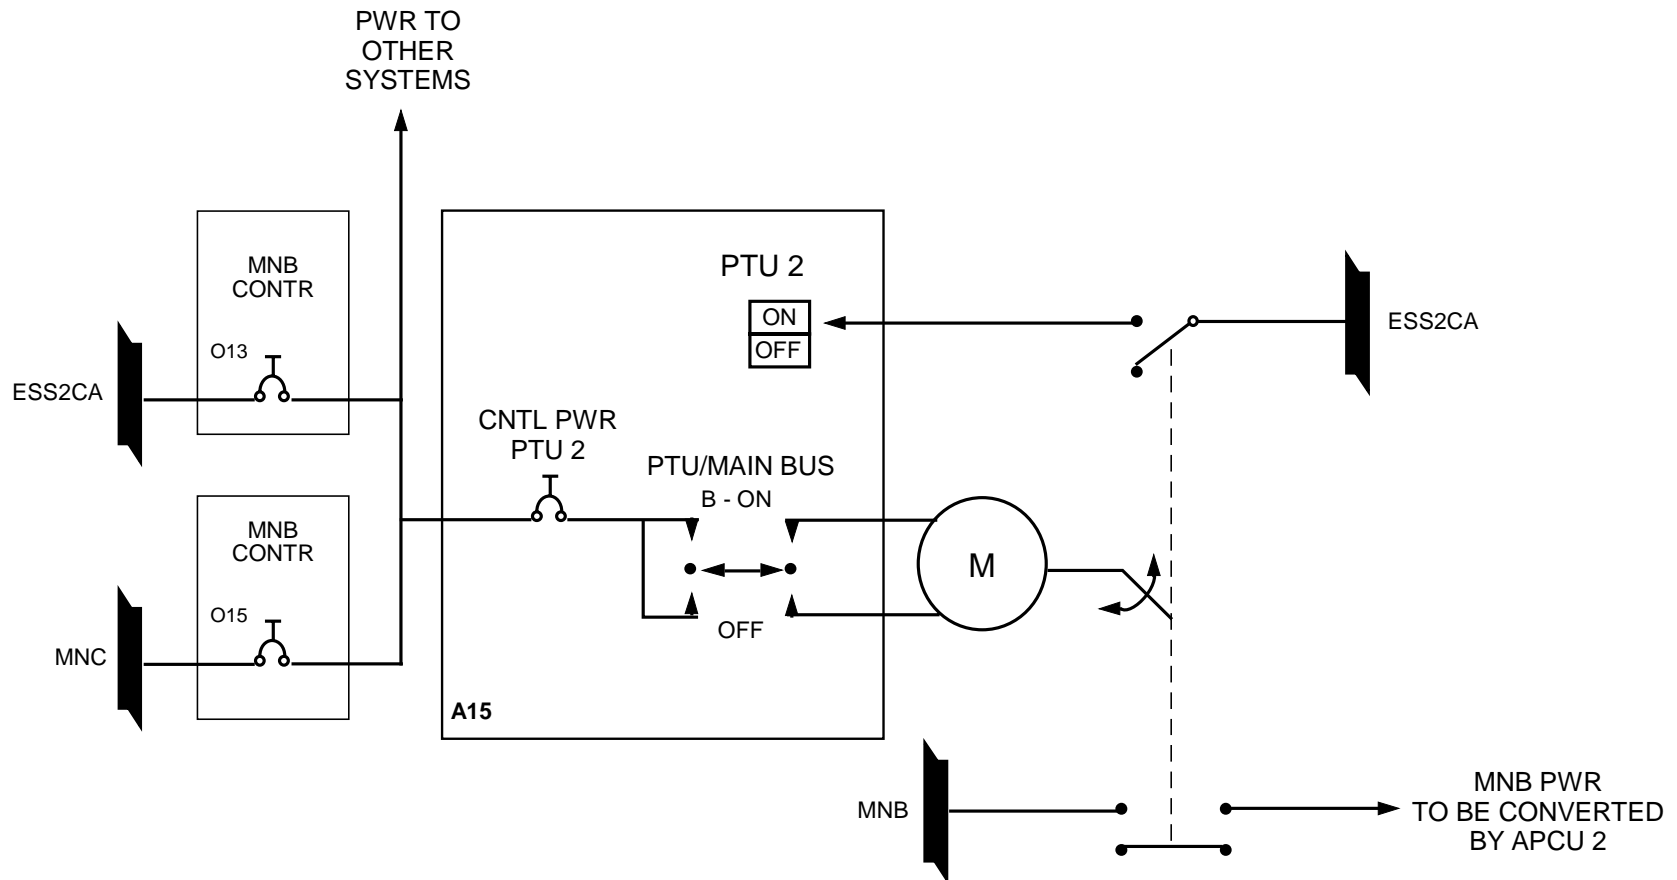 PWR TO
OTHER
SYSTEMS
MNB
CONTR
O13
ESS2CA
MNB
CONTR
O15
MNC
PTU 2
ON
OFF
CNTL PWR
PTU 2
PTU/MAIN BUS
B - ON
OFF
A15
M
ESS2CA
MNB
MNB PWR
TO BE CONVERTED
BY APCU 2